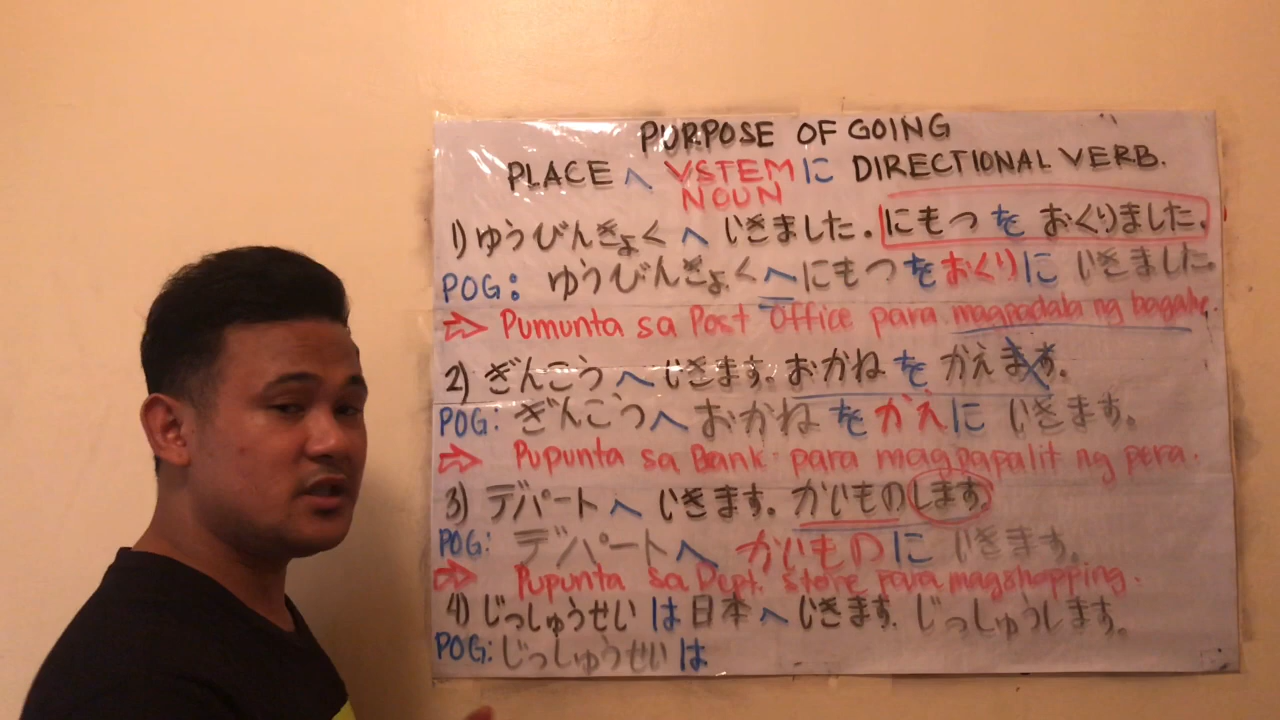 PURPOSE OF GOING
PLACE へ VSTEM に DIRECTIONAL VERB.
NOUN
1) ゆうびんきょく へ いきました。にもつ を おくりました。
POG: ゆうびんきょくへにもつをおくりに いきました。
⇒ Pumunta sa Post Office para magpadala ng bagahe.
2) ぎんこう へ いきます。おかね を かえます。
POG: ぎんこうへおかねをかえに いきます。
⇒ Pupunta sa Bank para magpapalit ng pera.
3) デパート へ いきます。かいものします。
POG: デパートへ かいものに いきます。
⇒ Pupunta sa Dept. store para magshopping.
4) じっしゅうせい は 日本 へ いきます。じっしゅうします。
POG: じっしゅうせい は